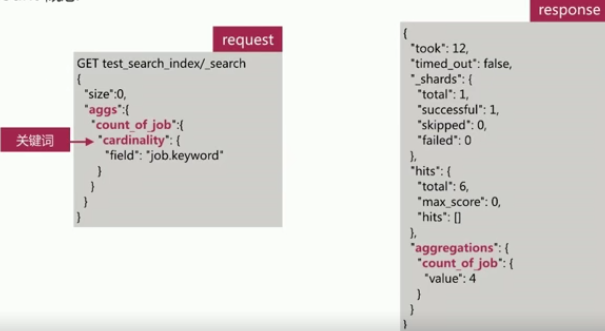 request
GET test_search_index/_search
{
"size":0,
"aggs":{
"count_of_job":{
"cardinality": {
"field": "job.keyword"
}
}
}
}
关键词
response
{
"took": 12,
"timed_out": false,
"_shards": {
"total": 1,
"successful": 1,
"skipped": 0,
"failed": 0
},
"hits": {
"total": 6,
"max_score": 0,
"hits": []
},
"aggregations": {
"count_of_job": {
"value": 4
}
}
}